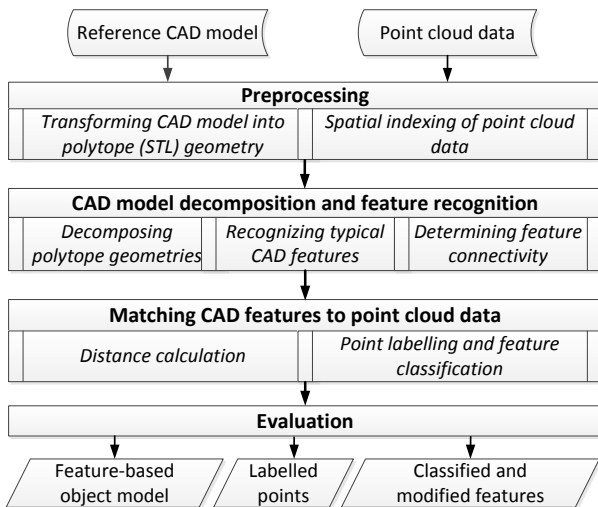 Reference CAD model
Point cloud data
Preprocessing
Transforming CAD model into
polytope (STL) geometry
Spatial indexing of point cloud
data
CAD model decomposition and feature recognition
Decomposing
polytope geometries
Recognizing typical
CAD features
Determining feature
connectivity
Matching CAD features to point cloud data
Distance calculation
Point labelling and feature
classification
Evaluation
Feature-based
object model
Labelled
points
Classified and
modified features